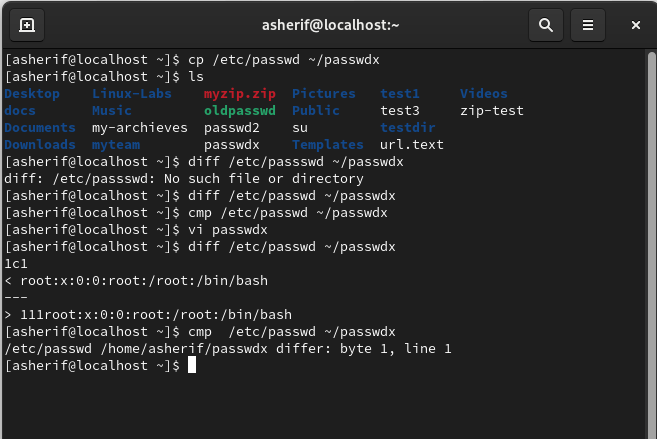 asherif@localhost:~
[asherif@localhost ~]$ cp /etc/passwd ~/passwdx
[asherif@localhost ~]$ ls
Desktop    Linux-Labs    myzip.zip  Pictures   test1     Videos
docs       Music         oldpasswd  Public     test3     zip-test
Documents  my-archieves  passwd2    su         testdir
Downloads  myteam        passwdx    Templates  url.text
[asherif@localhost ~]$ diff /etc/passswd ~/passwdx
diff: /etc/passswd: No such file or directory
[asherif@localhost ~]$ diff /etc/passwd ~/passwdx
[asherif@localhost ~]$ cmp /etc/passwd ~/passwdx
[asherif@localhost ~]$ vi passwdx
[asherif@localhost ~]$ diff /etc/passwd ~/passwdx
1c1
< root:x:0:0:root:/root:/bin/bash
---
> 111root:x:0:0:root:/root:/bin/bash
[asherif@localhost ~]$ cmp  /etc/passwd ~/passwdx
/etc/passwd /home/asherif/passwdx differ: byte 1, line 1
[asherif@localhost ~]$